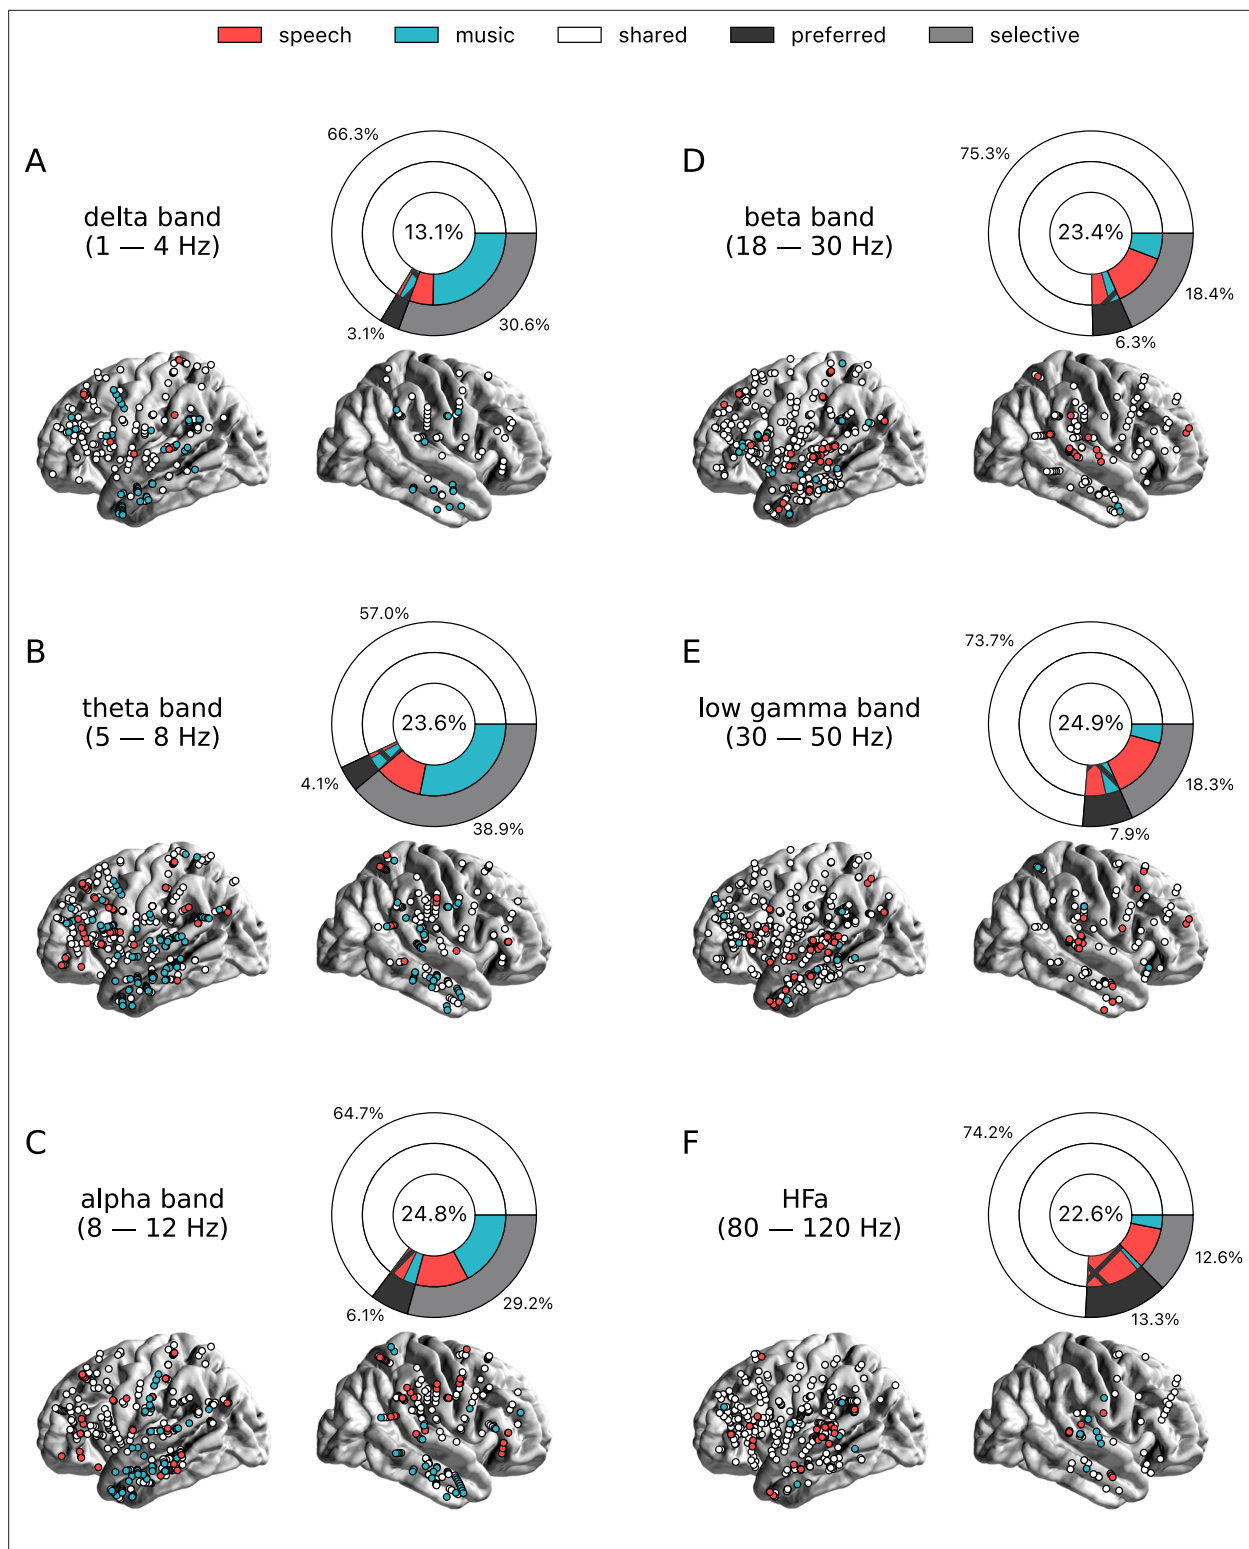 speech music shared preferred selective
A
delta band
(1 — 4 Hz)
66.3%
13.1%
3.1%
30.6%
D
beta band
(18 — 30 Hz)
75.3%
23.4%
18.4%
6.3%
B
theta band
(5 — 8 Hz)
57.0%
23.6%
4.1%
38.9%
E
low gamma band
(30 — 50 Hz)
73.7%
24.9%
18.3%
7.9%
C
alpha band
(8 — 12 Hz)
64.7%
24.8%
6.1%
29.2%
F
HFa
(80 — 120 Hz)
74.2%
22.6%
12.6%
13.3%